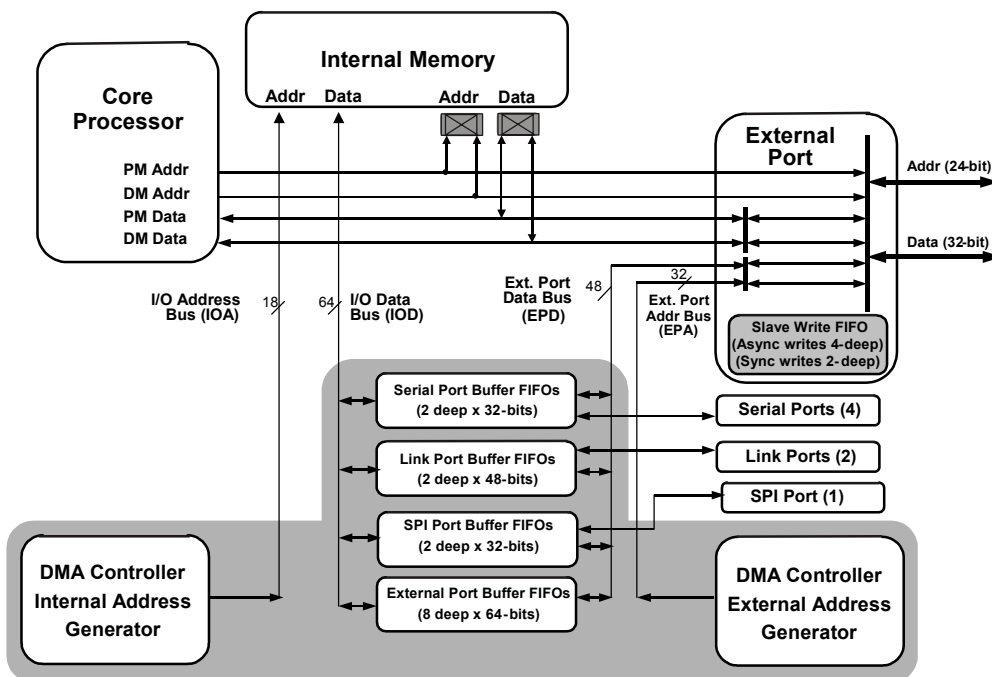 Core
Processor
PM Addr
DM Addr
PM Data
DM Data
Internal Memory
Addr Data
Addr Data
External
Port
Addr (24-bit)
Data (32-bit)
Slave Write FIFO
(Async writes 4-deep)
(Sync writes 2-deep)
I/O Address
Bus (IOA)
18
64
I/O Data
Bus (IOD)
Ext. Port
Data Bus
(EPD)
48
32
Ext. Port
Addr Bus
(EPA)
Serial Port Buffer FIFOs
(2 deep x 32-bits)
Link Port Buffer FIFOs
(2 deep x 48-bits)
SPI Port Buffer FIFOs
(2 deep x 32-bits)
External Port Buffer FIFOs
(8 deep x 64-bits)
Serial Ports (4)
Link Ports (2)
SPI Port (1)
DMA Controller
Internal Address
Generator
DMA Controller
External Address
Generator